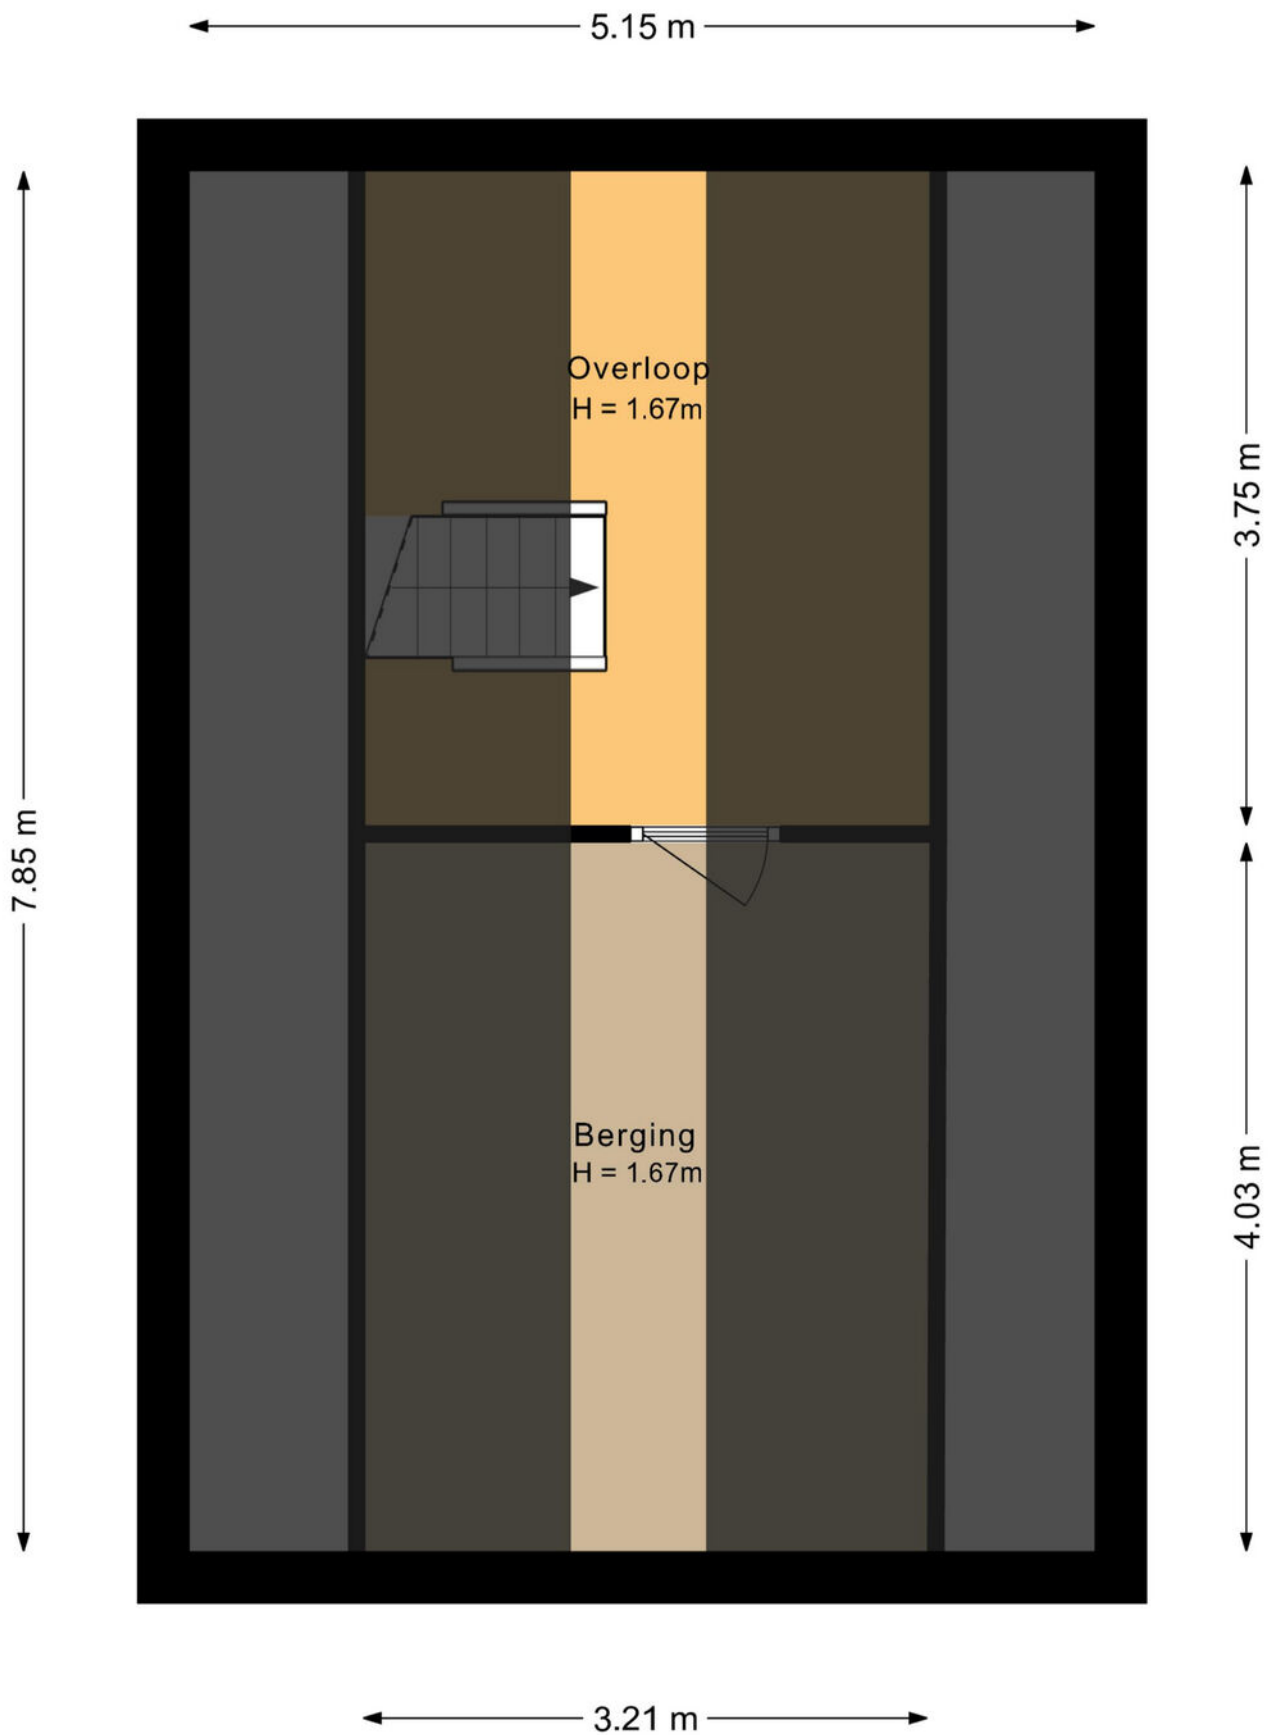 5.15 m
Overloop
H = 1.67m
3.75 m
7.85 m
Berging
H = 1.67m
4.03 m
3.21 m